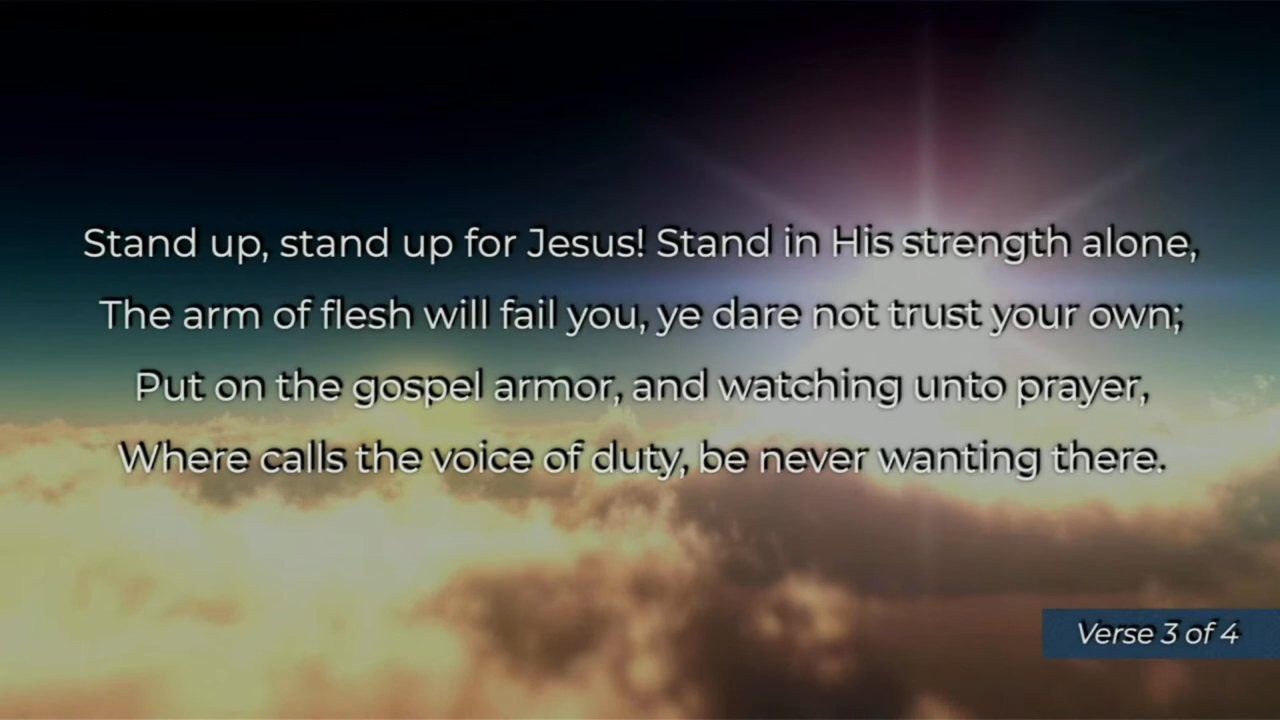 Stand up, stand up for Jesus! Stand in His strength alone,
The arm of flesh will fail you, ye dare not trust your own;
Put on the gospel armor, and watching unto prayer,
Where calls the voice of duty, be never wanting there.
Verse 3 of 4